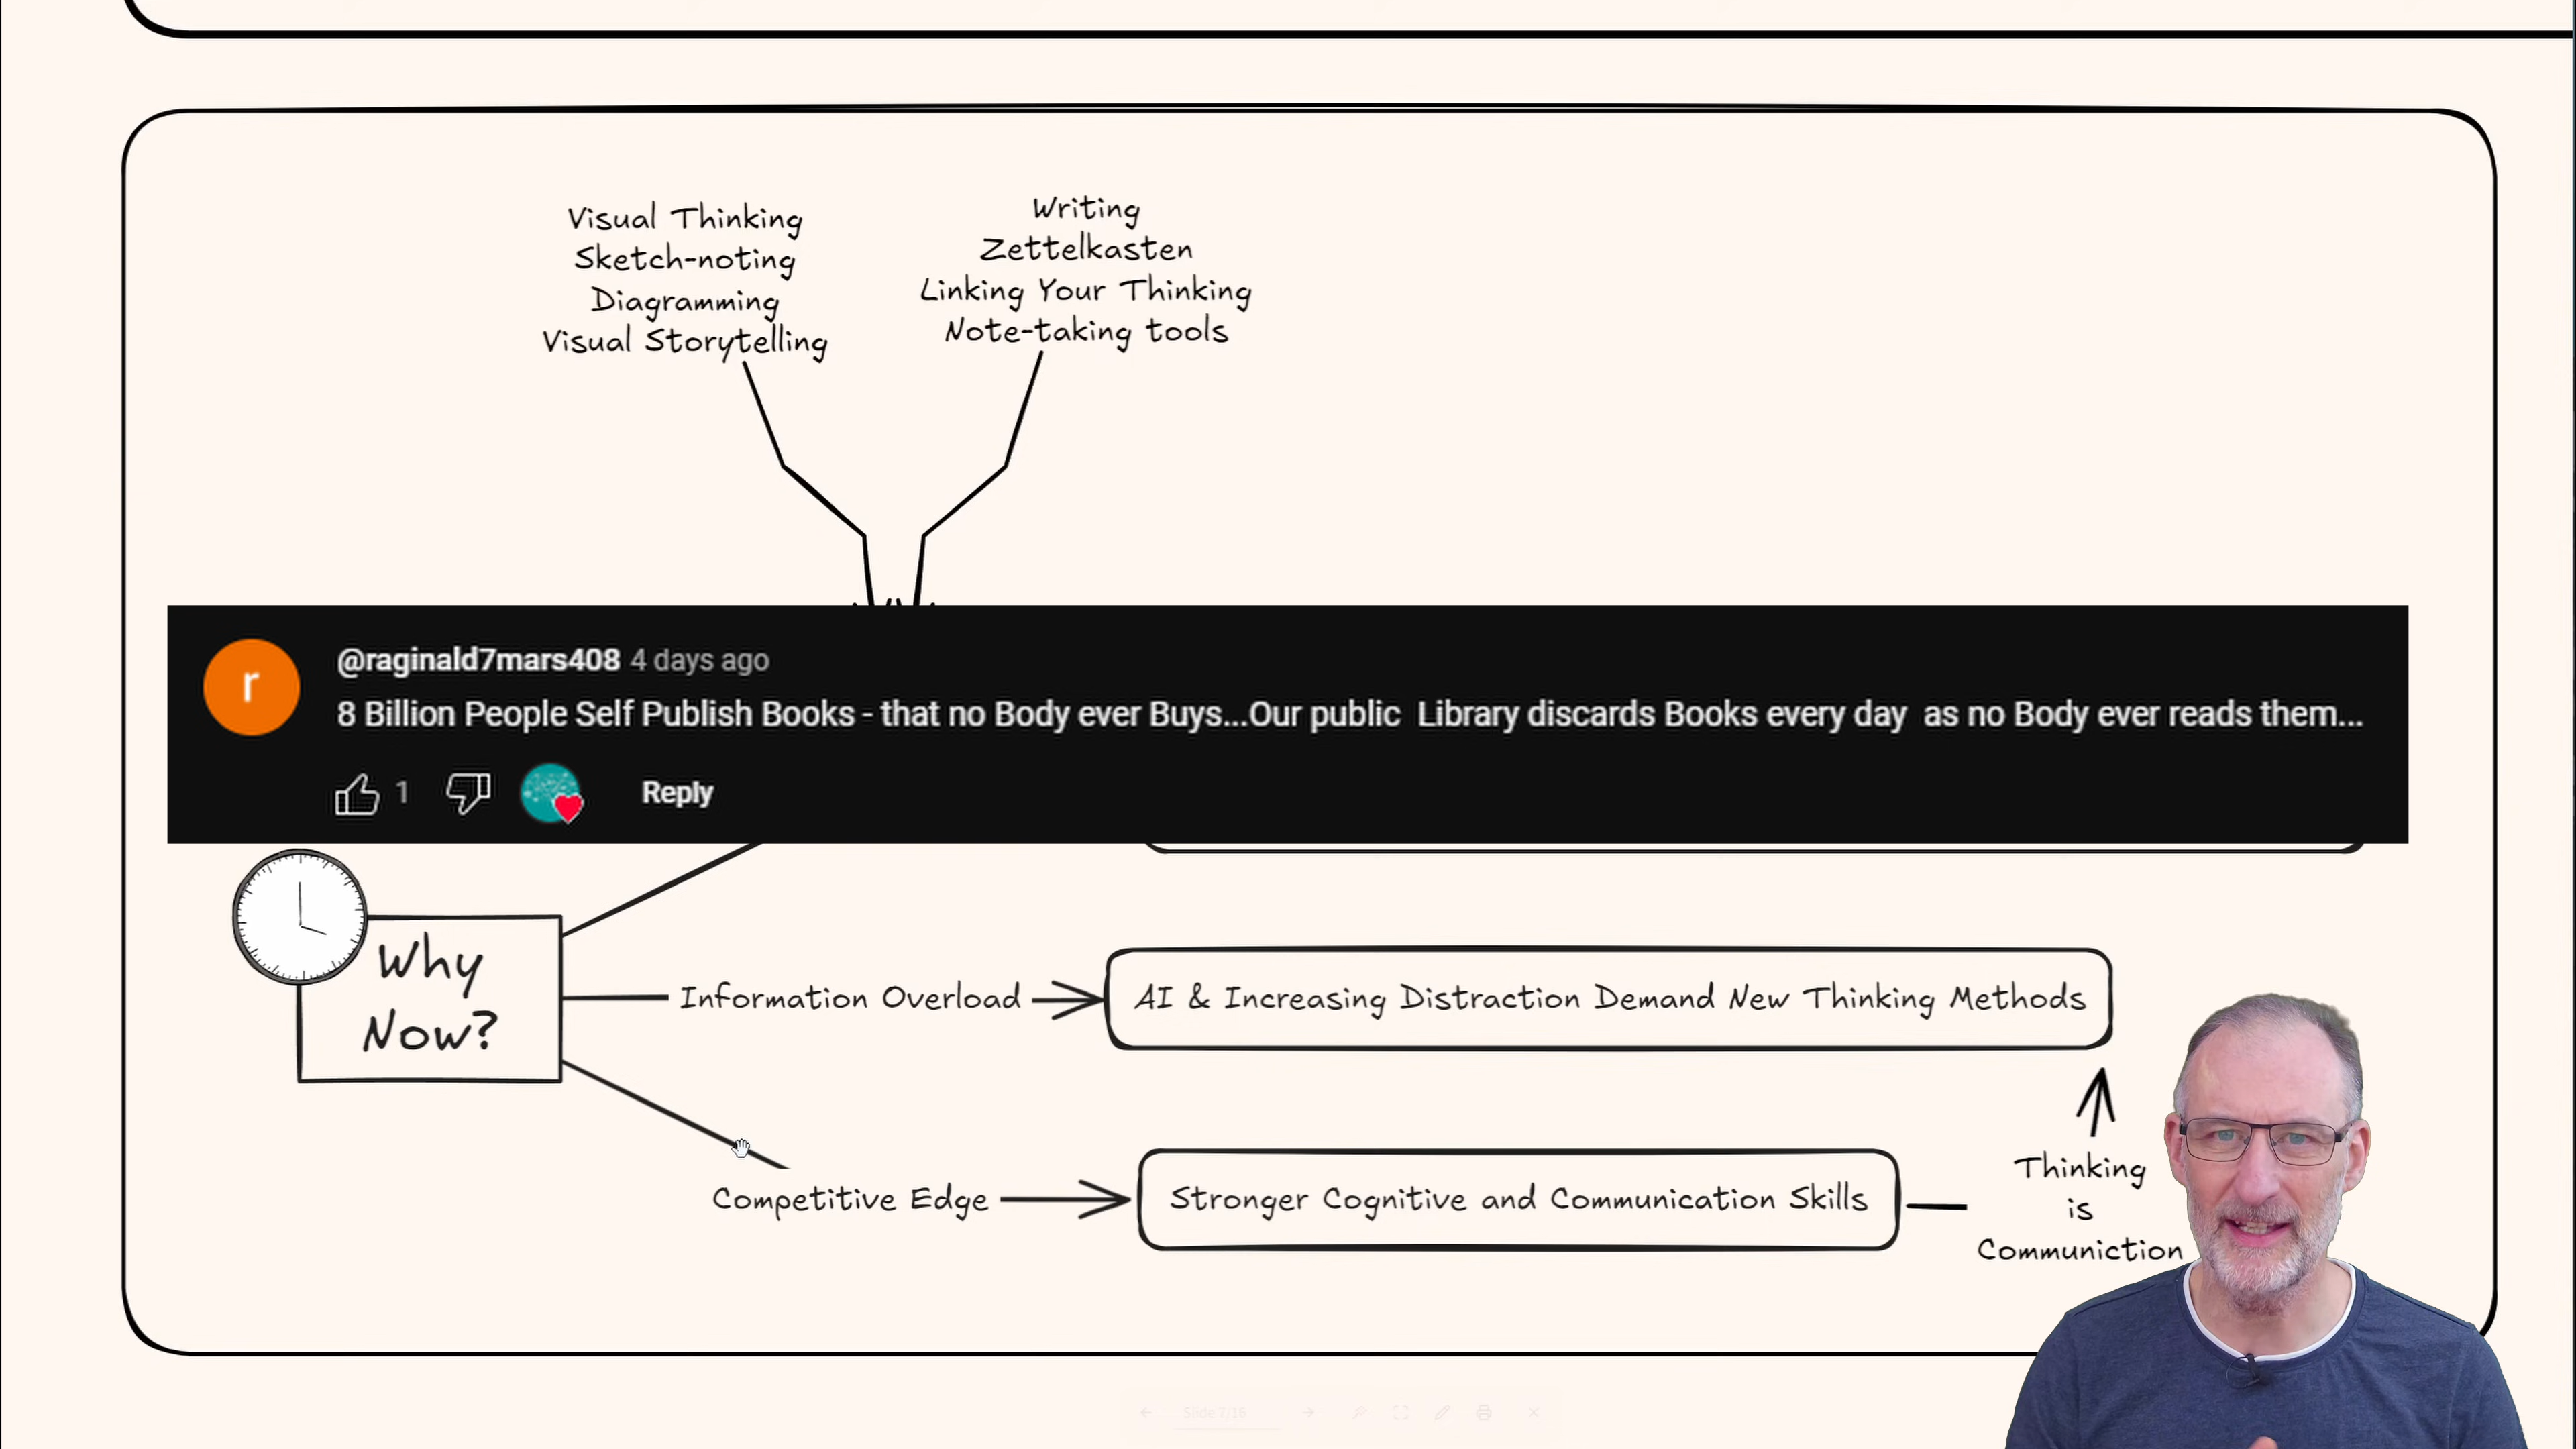 Visual Thinking
Sketch-noting
Diagramming
Visual Storytelling
Writing
Zettelkasten
Linking Your Thinking
Note-taking tools
@raginald7mars408 4 days ago
8 Billion People Self Publish Books - that no Body ever Buys...Our public Library discards Books every day as no Body ever reads them...
1
Reply
Why
Now?
Information Overload
AI & Increasing Distraction Demand New Thinking Methods
Competitive Edge
Stronger Cognitive and Communication Skills
Thinking
is
Communiction
Slide 7/16